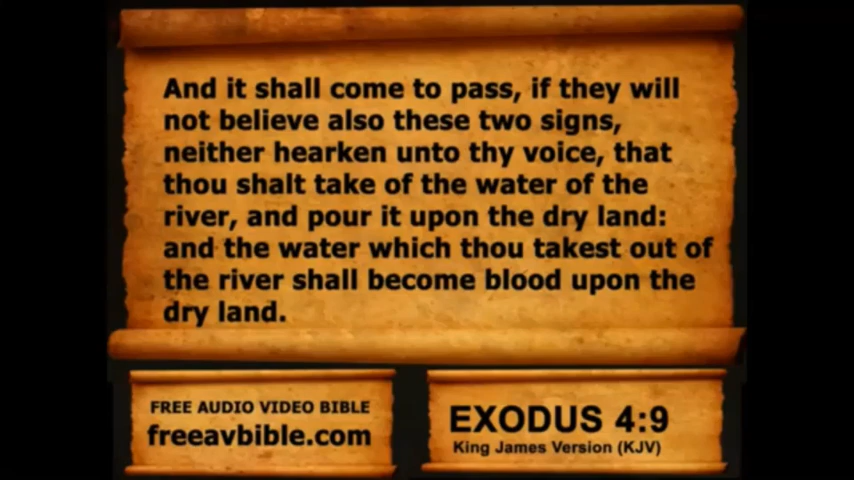 And it shall come to pass, if they will
not believe also these two signs,
neither hearken unto thy voice, that
thou shalt take of the water of the
river, and pour it upon the dry land:
and the water which thou takest out of
the river shall become blood upon the
dry land.
FREE AUDIO VIDEO BIBLE
freeavbible.com
EXODUS 4:9
King James Version (KJV)